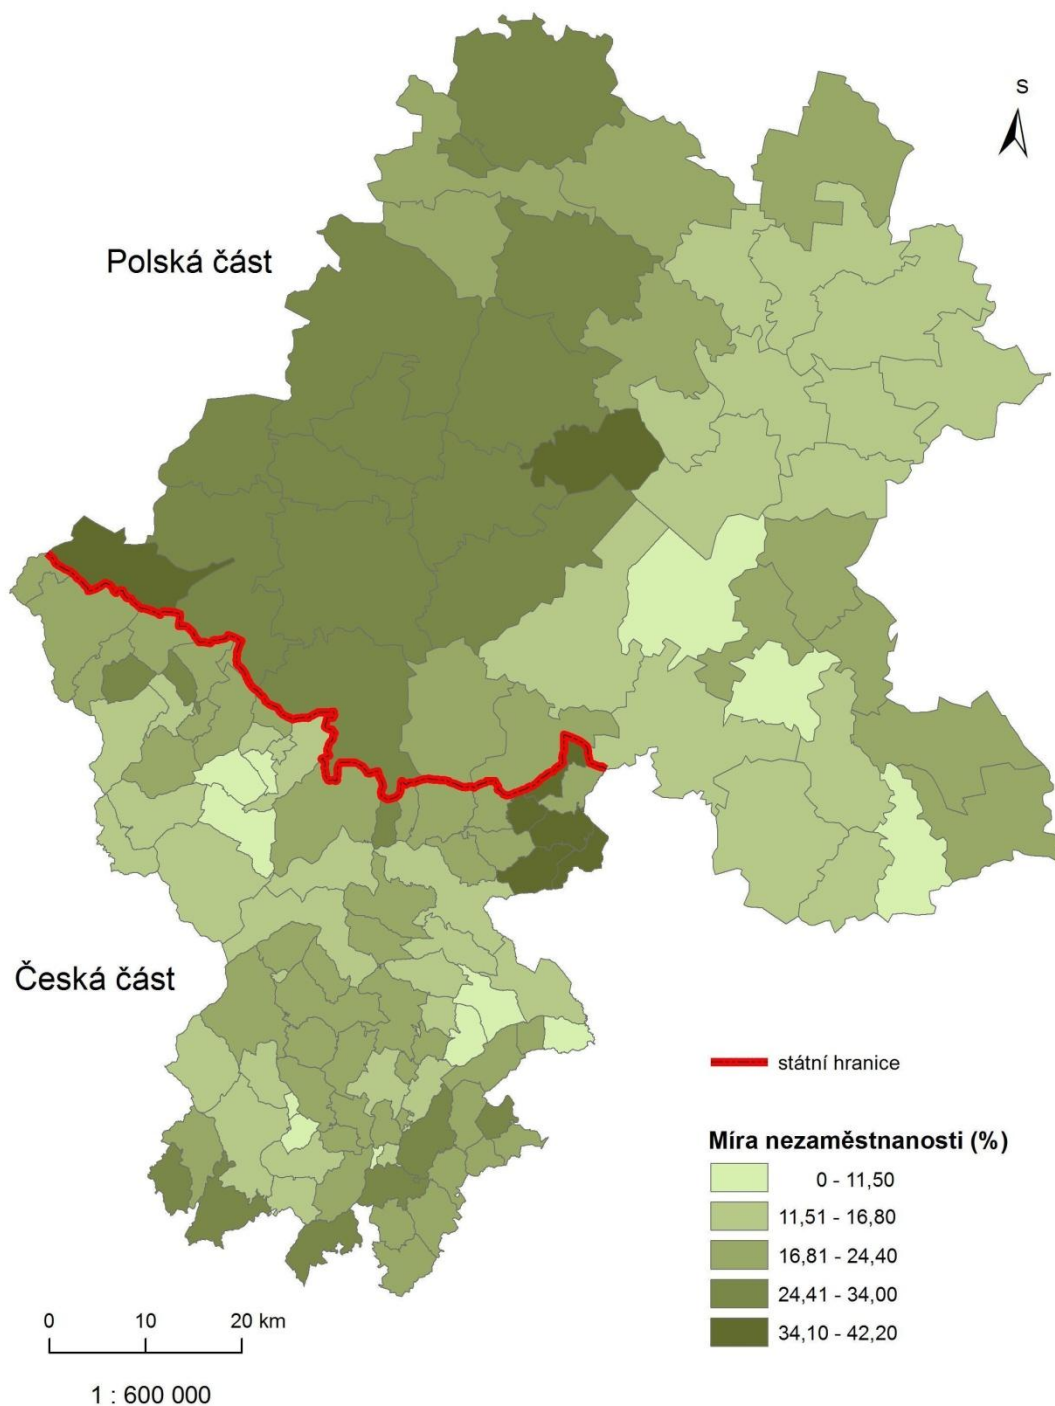 S
Polská část
Česká část
státní hranice
Míra nezaměstnanosti (%)
0 - 11,50
11,51 - 16,80
16,81 - 24,40
24,41 - 34,00
34,10 - 42,20
0 10 20 km
1 : 600 000